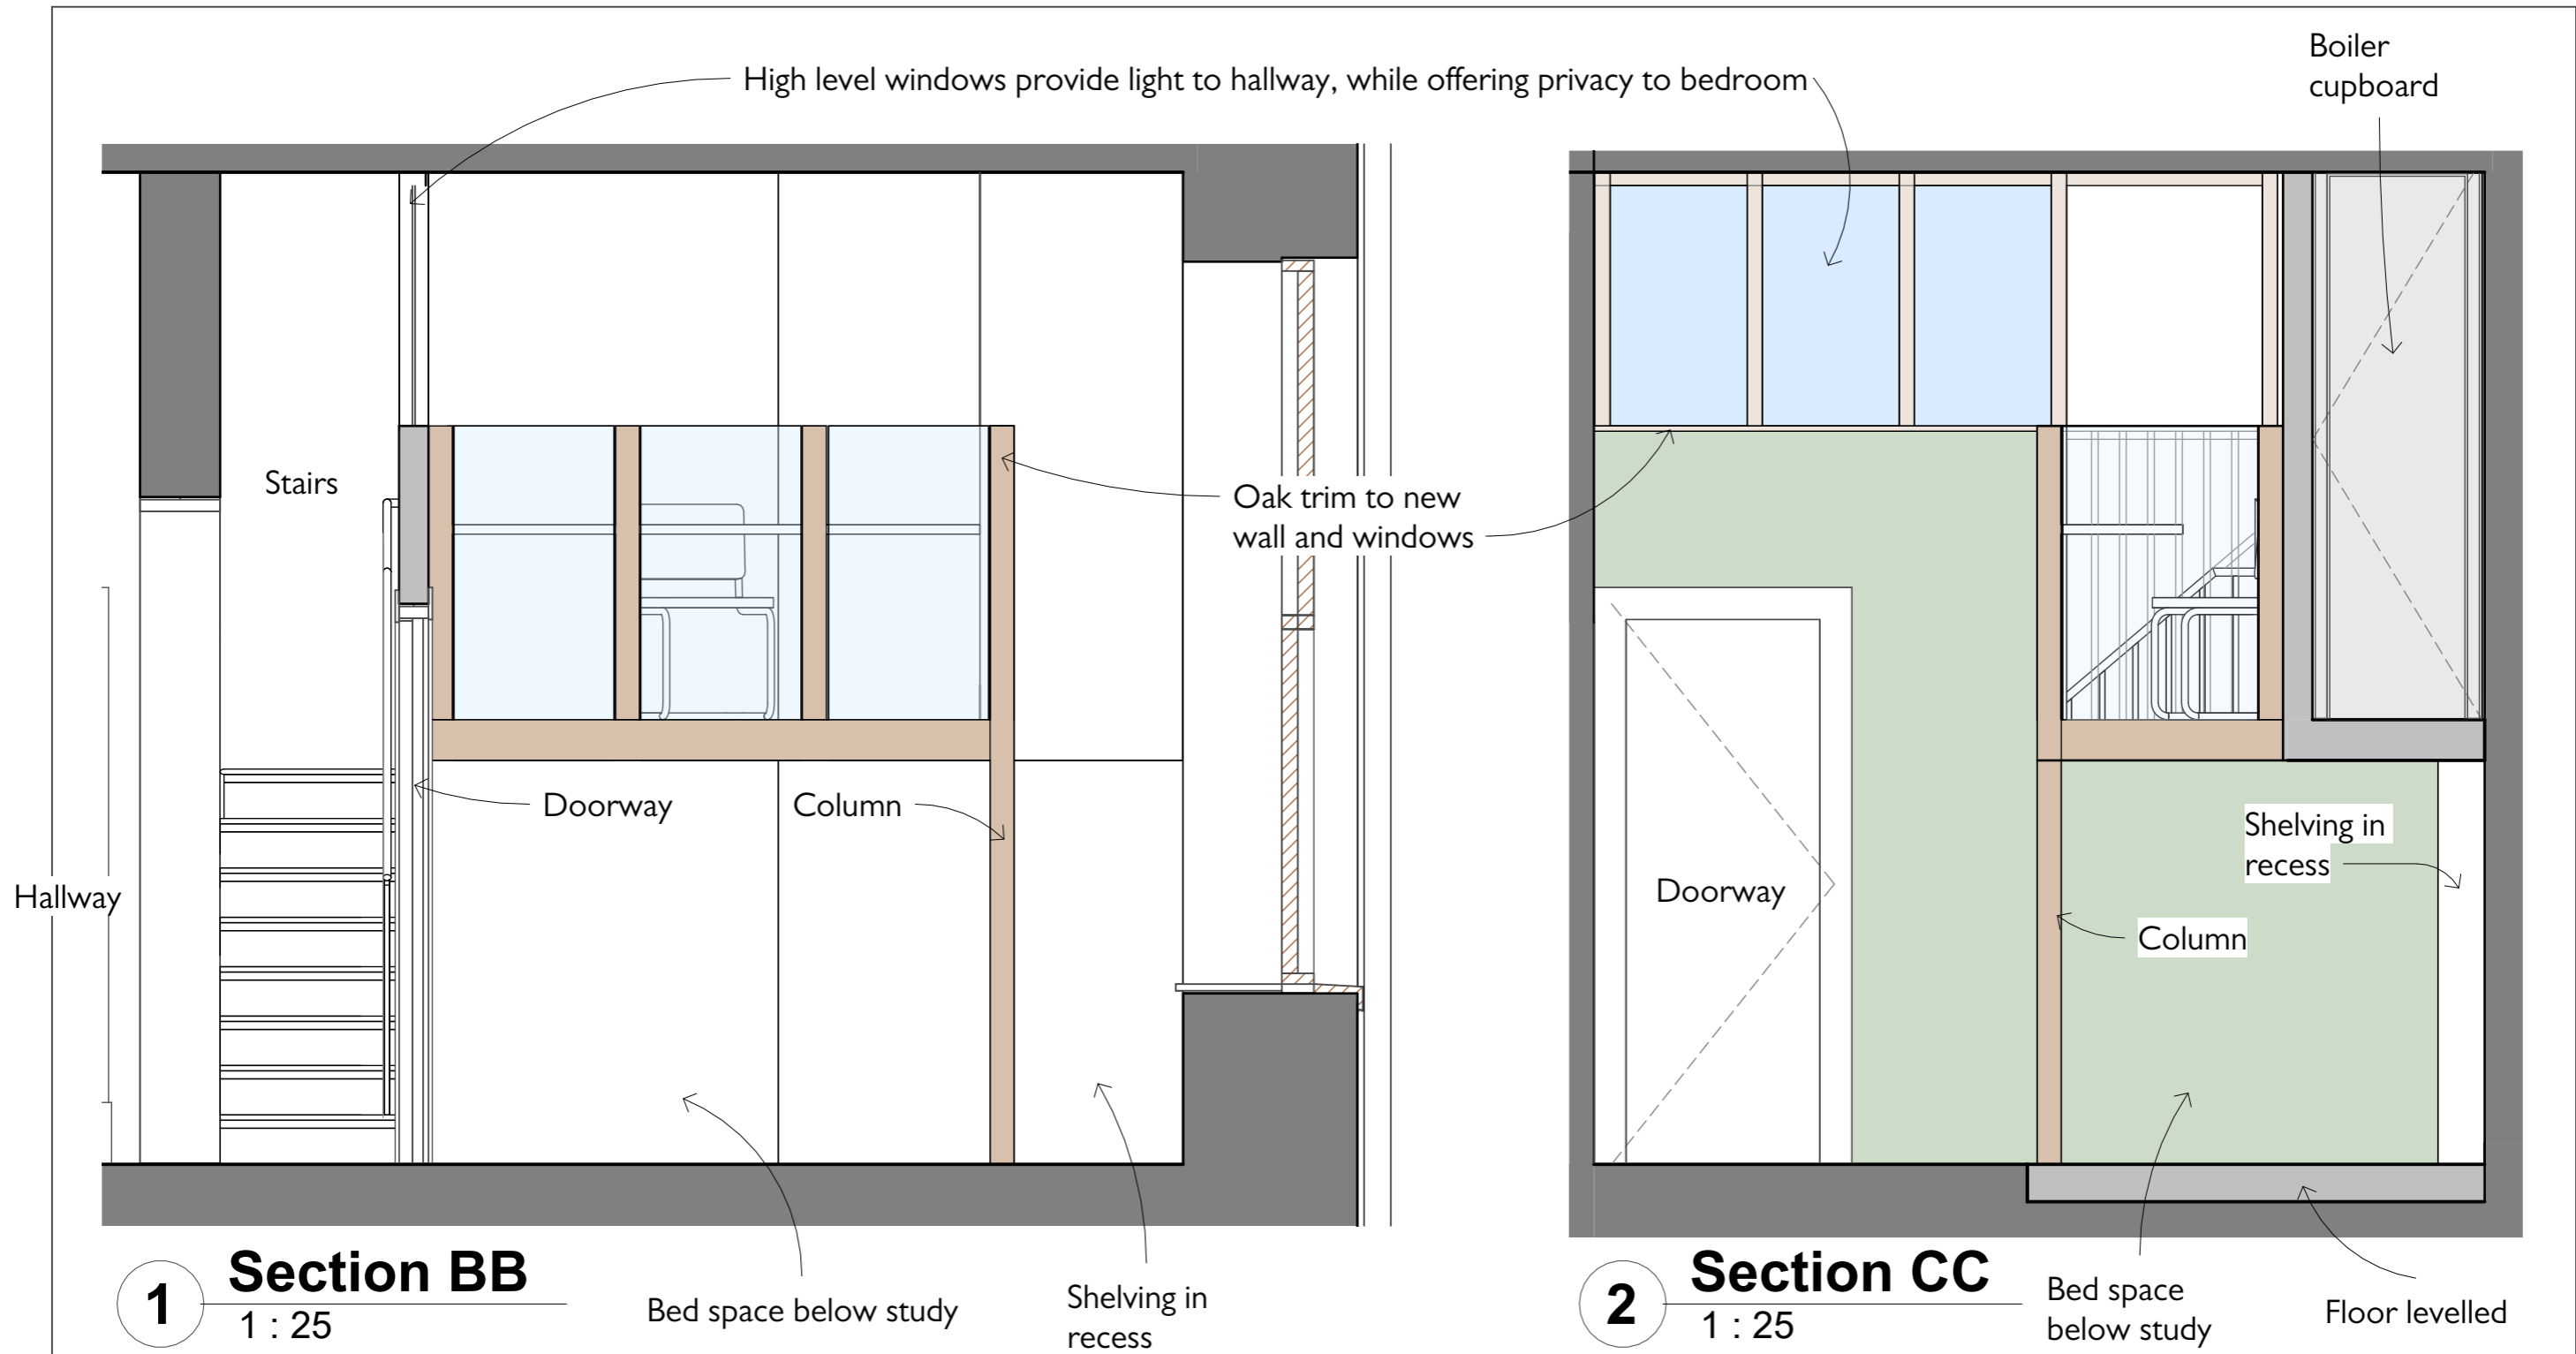 High level windows provide light to hallway, while offering privacy to bedroom
Boiler
cupboard
Stairs
Oak trim to new
wall and windows
Doorway
Column
Hallway
Shelving in
recess
Doorway
Column
1
Section BB
1 : 25
Bed space below study
Shelving in
recess
2
Section CC
1 : 25
Bed space
below study
Floor levelled